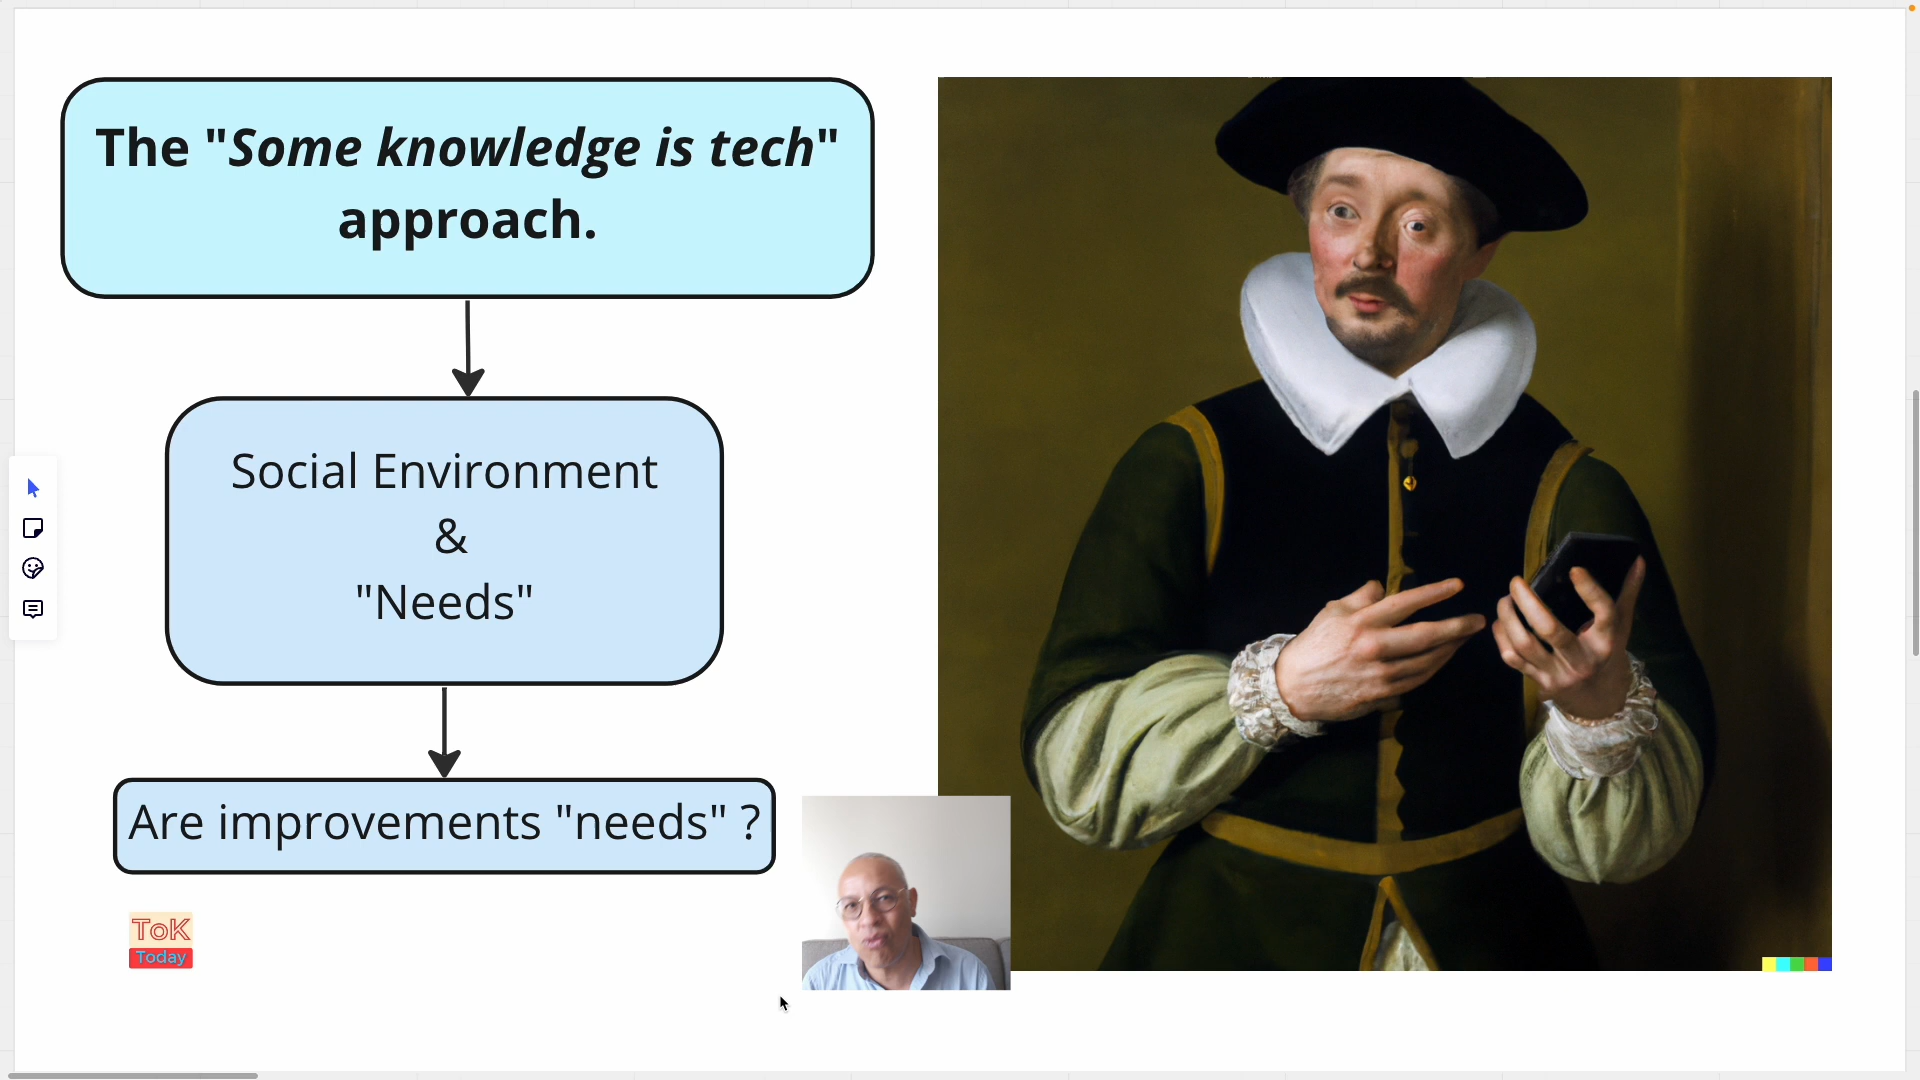 The "Some knowledge is tech"
approach.
Social Environment
&
"Needs"
Are improvements "needs" ?
ToK
Today